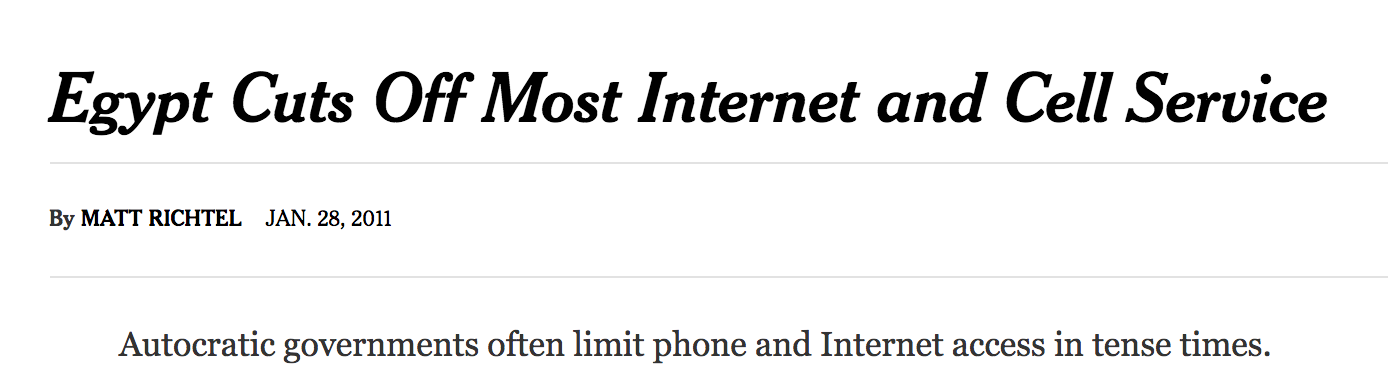 Egypt Cuts Off Most Internet and Cell Service
By MATT RICHTEL JAN. 28, 2011
Autocratic governments often limit phone and Internet access in tense times.